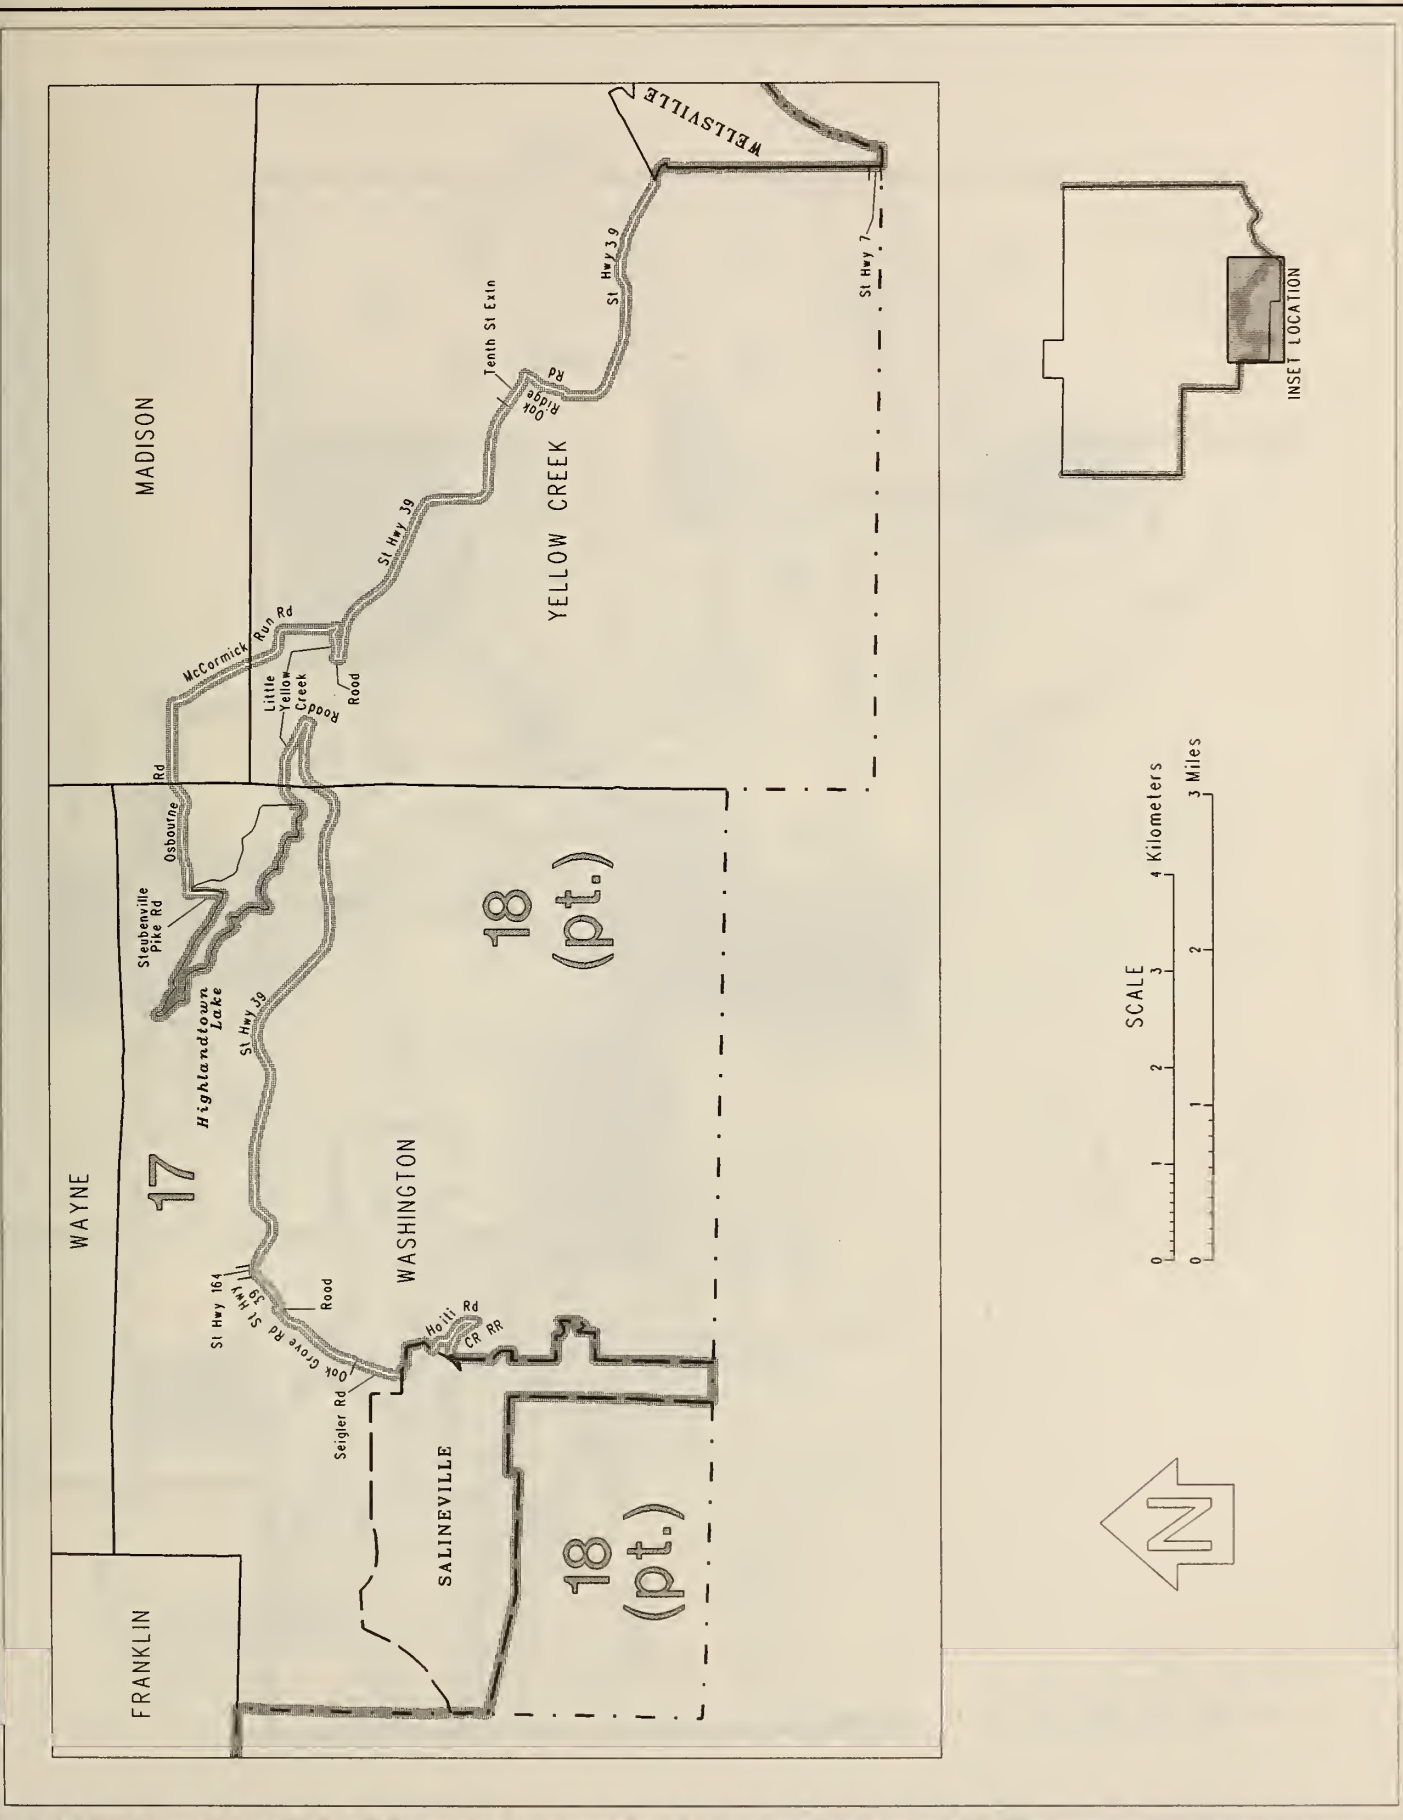 FRANKLIN
WAYNE
MADISON
17
Steubenville
Pike Rd
Osbourne
Rd
McCormick
Run Rd
Highlandtown
Lake
Little
Yellow
Creek
Road
Road
St Hwy 164
St Hwy
39
Oak Grove Rd
Road
Seigler Rd
St Hwy 39
St Hwy 39
Tenth St Extn
Oak
Ridge
Rd
St Hwy 39
WELLSVILLE
WASHINGTON
YELLOW CREEK
Haiti Rd
CR RR
SALINEVILLE
18
(pt.)
18
(pt.)
St Hwy 7
N
SCALE
0 1 2 3 4 Kilometers
0 1 2 3 Miles
INSET LOCATION